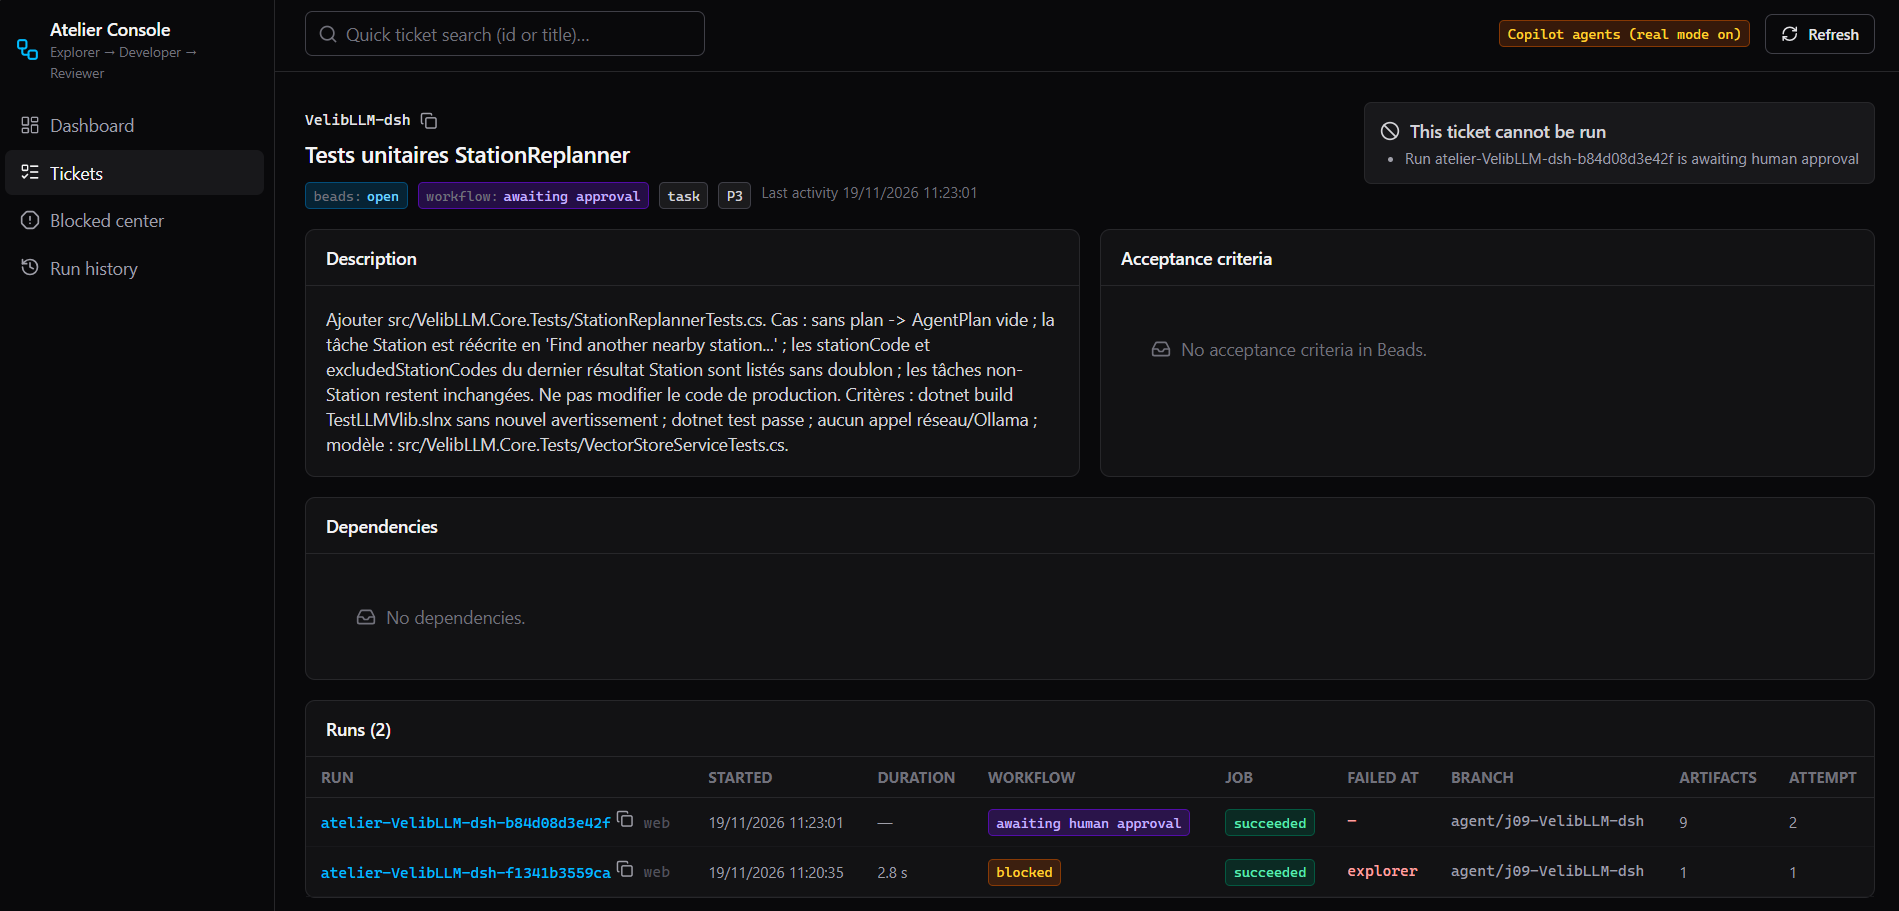 Atelier Console
Explorer → Developer →
Reviewer
Dashboard
Tickets
Blocked center
Run history
Quick ticket search (id or title)...
Copilot agents (real mode on)
Refresh
VelibLLM-dsh
Tests unitaires StationReplanner
beads: open
workflow: awaiting approval
task
P3
Last activity 19/11/2026 11:23:01
This ticket cannot be run
• Run atelier-VelibLLM-dsh-b84d08d3e42f is awaiting human approval
Description
Ajouter src/VelibLLM.Core.Tests/StationReplannerTests.cs. Cas : sans plan -> AgentPlan vide ; la
tâche Station est réécrite en 'Find another nearby station...' ; les stationCode et
excludedStationCodes du dernier résultat Station sont listés sans doublon ; les tâches non-
Station restent inchangées. Ne pas modifier le code de production. Critères : dotnet build
TestLLMVlib.slnx sans nouvel avertissement ; dotnet test passe ; aucun appel réseau/Ollama ;
modèle : src/VelibLLM.Core.Tests/VectorStoreServiceTests.cs.
Acceptance criteria
No acceptance criteria in Beads.
Dependencies
No dependencies.
Runs (2)
RUN STARTED DURATION WORKFLOW JOB FAILED AT BRANCH ARTIFACTS ATTEMPT
atelier-VelibLLM-dsh-b84d08d3e42f web 19/11/2026 11:23:01 — awaiting human approval succeeded – agent/j09-VelibLLM-dsh 9 2
atelier-VelibLLM-dsh-f1341b3559ca web 19/11/2026 11:20:35 2.8 s blocked succeeded explorer agent/j09-VelibLLM-dsh 1 1